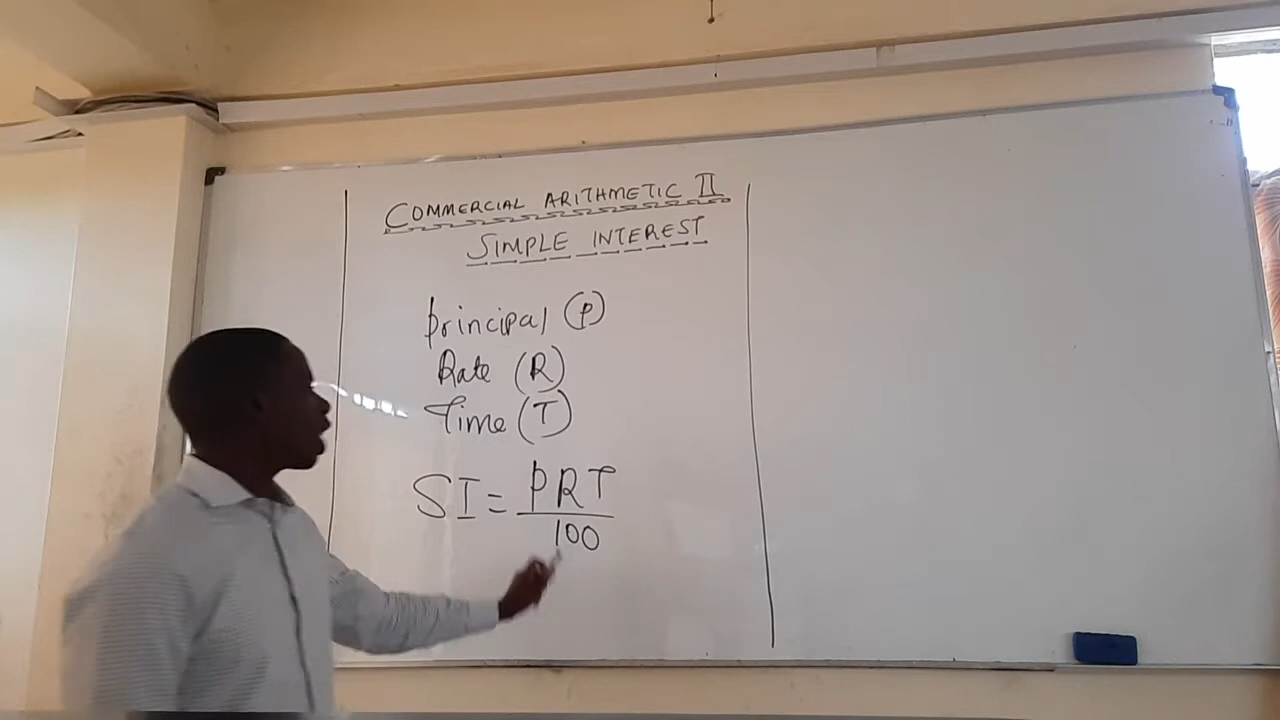 COMMERCIAL ARITHMETIC II
SIMPLE INTEREST
Principal (P)
Rate (R)
Time (T)
SI = PRT
100